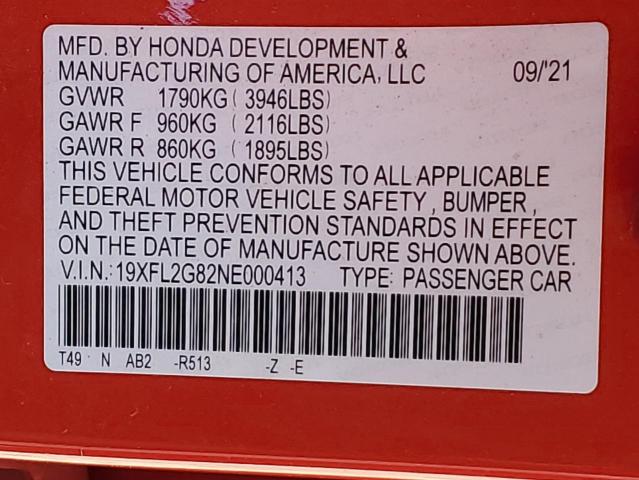 MFD. BY HONDA DEVELOPMENT &
MANUFACTURING OF AMERICA, LLC 09/'21
GVWR 1790KG ( 3946LBS)
GAWR F 960KG ( 2116LBS)
GAWR R 860KG ( 1895LBS)
THIS VEHICLE CONFORMS TO ALL APPLICABLE
FEDERAL MOTOR VEHICLE SAFETY, BUMPER,
AND THEFT PREVENTION STANDARDS IN EFFECT
ON THE DATE OF MANUFACTURE SHOWN ABOVE.
V.I.N.:19XFL2G82NE000413 TYPE: PASSENGER CAR
T49 N AB2 -R513 -Z -E